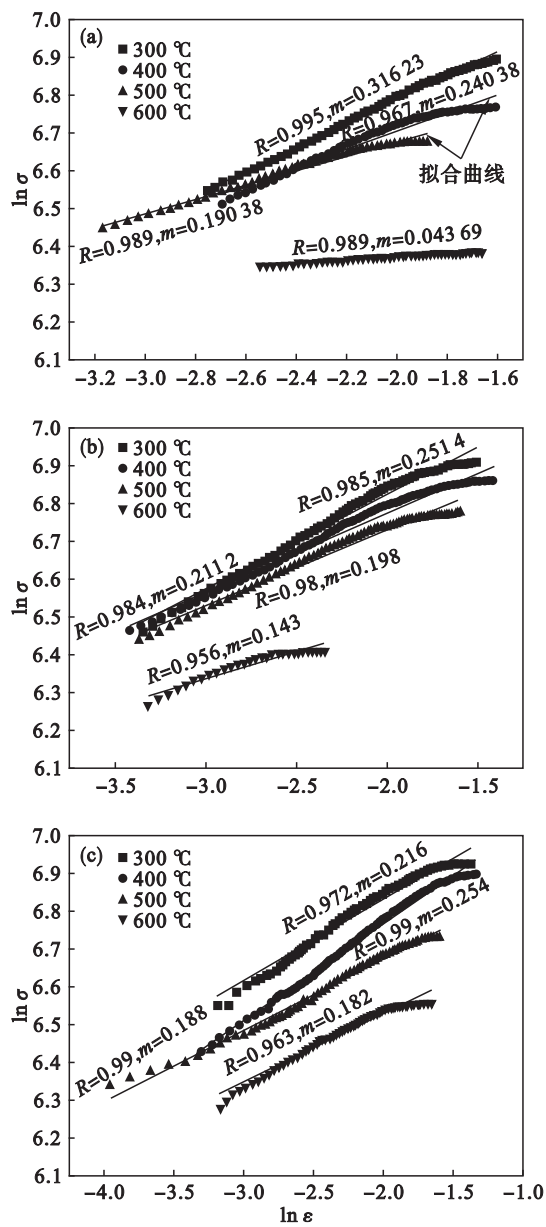 (a)
300 ℃
400 ℃
500 ℃
600 ℃
R=0.995,m=0.316 23
R=0.967,m=0.240 38
拟合曲线
R=0.989,m=0.190 38
R=0.989,m=0.043 69
ln σ
7.0
6.9
6.8
6.7
6.6
6.5
6.4
6.3
6.2
6.1
-3.2 -3.0 -2.8 -2.6 -2.4 -2.2 -2.0 -1.8 -1.6
(b)
300 ℃
400 ℃
500 ℃
600 ℃
R=0.985,m=0.251 4
R=0.984,m=0.211 2
R=0.98,m=0.198
R=0.956,m=0.143
ln σ
7.0
6.9
6.8
6.7
6.6
6.5
6.4
6.3
6.2
6.1
-3.5 -3.0 -2.5 -2.0 -1.5
(c)
300 ℃
400 ℃
500 ℃
600 ℃
R=0.972,m=0.216
R=0.99,m=0.254
R=0.99,m=0.188
R=0.963,m=0.182
ln σ
7.0
6.9
6.8
6.7
6.6
6.5
6.4
6.3
6.2
6.1
-4.0 -3.5 -3.0 -2.5 -2.0 -1.5 -1.0
ln ε